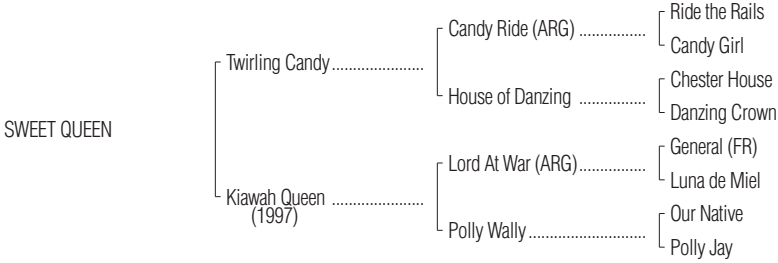 Ride the Rails
Candy Ride (ARG) ................
Candy Girl
Twirling Candy......................
Chester House
House of Danzing ................
Danzing Crown
SWEET QUEEN
General (FR)
Lord At War (ARG)................
Luna de Miel
Kiawah Queen ......................
(1997)
Our Native
Polly Wally............................
Polly Jay